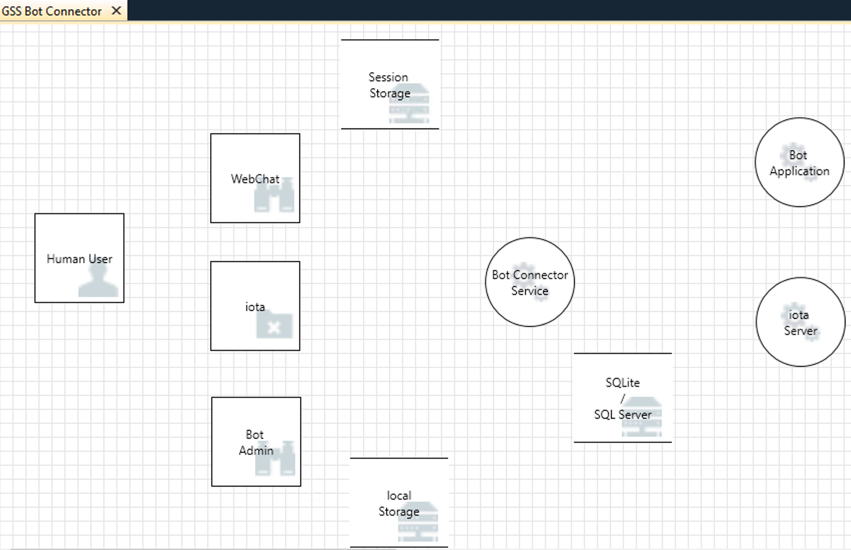 GSS Bot Connector
Session
Storage
WebChat
Bot
Application
Human User
Bot Connector
Service
iota
iota
Server
SQLite
/
SQL Server
Bot
Admin
local
Storage